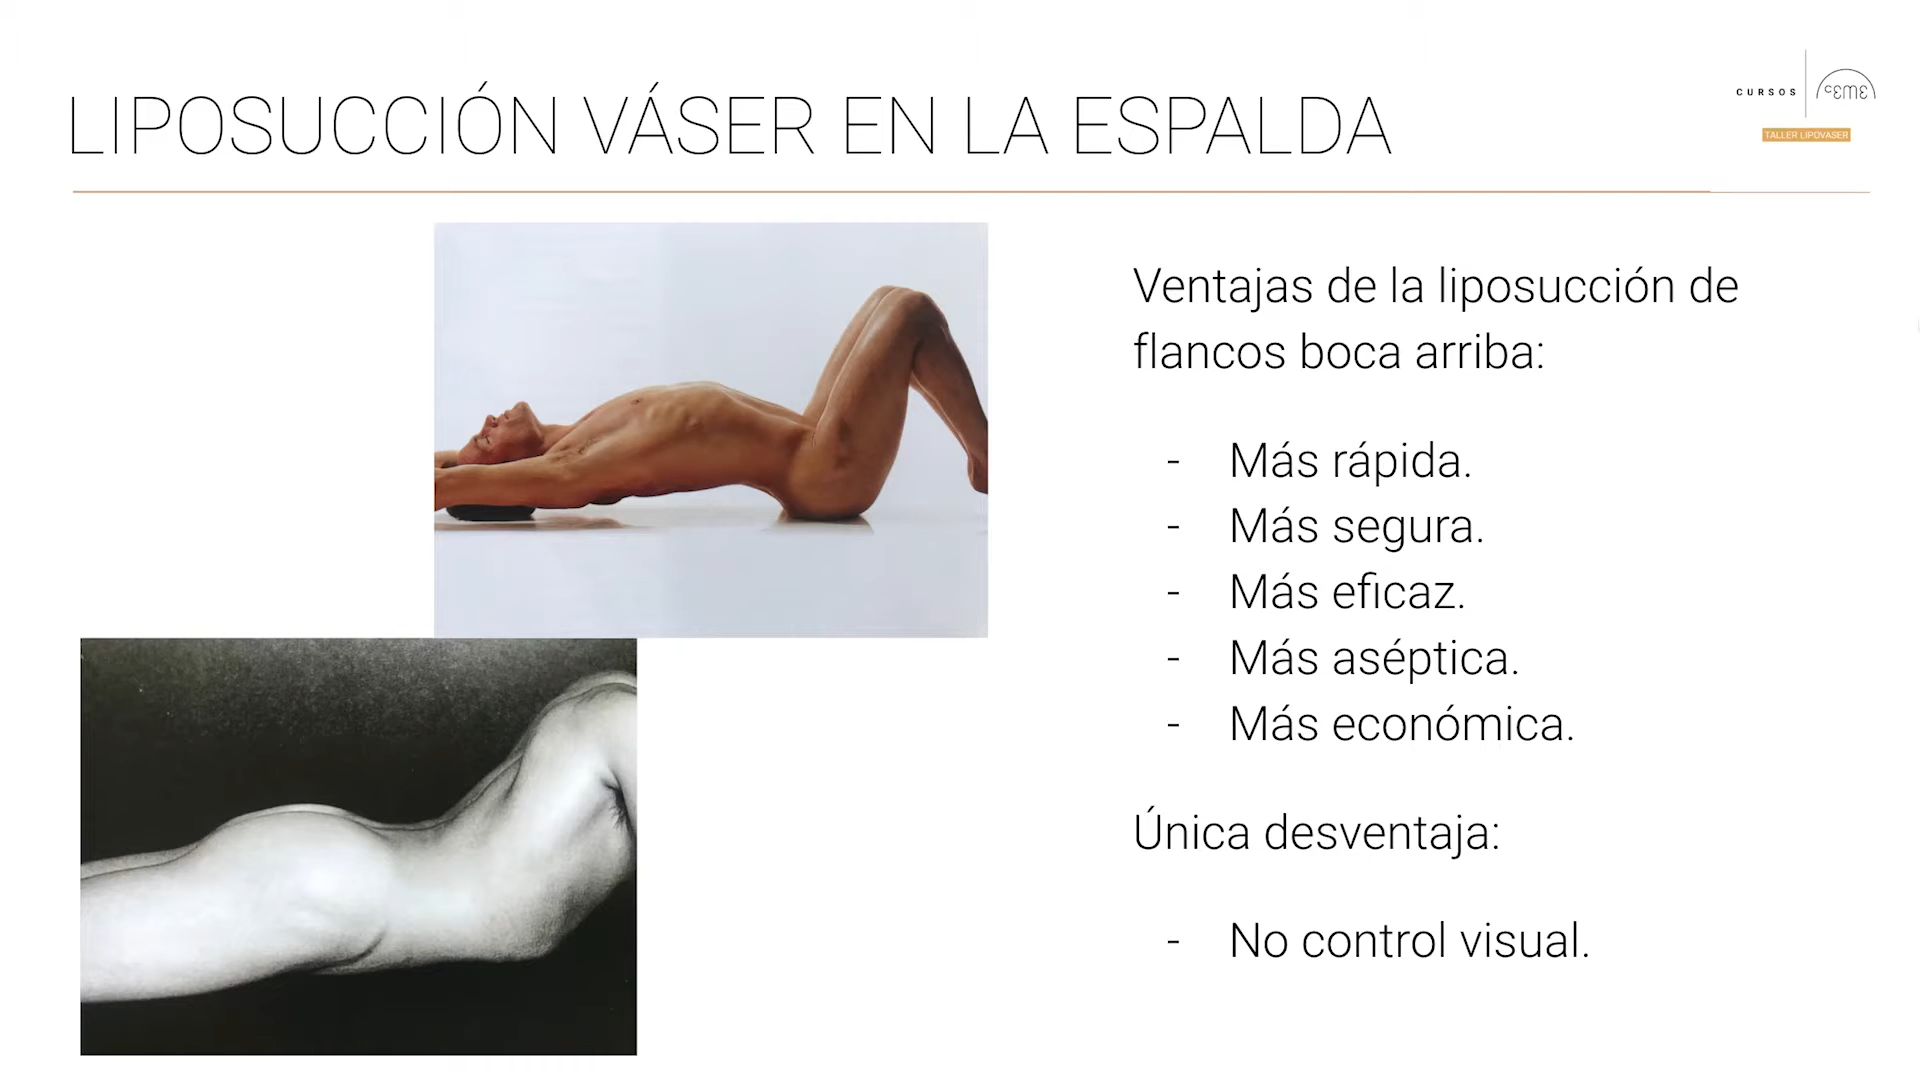 LIPOSUCCIÓN VÁSER EN LA ESPALDA
CURSOS
CEME
TALLER LIPOVASER
Ventajas de la liposucción de
flancos boca arriba:
- Más rápida.
- Más segura.
- Más eficaz.
- Más aséptica.
- Más económica.
Única desventaja:
- No control visual.